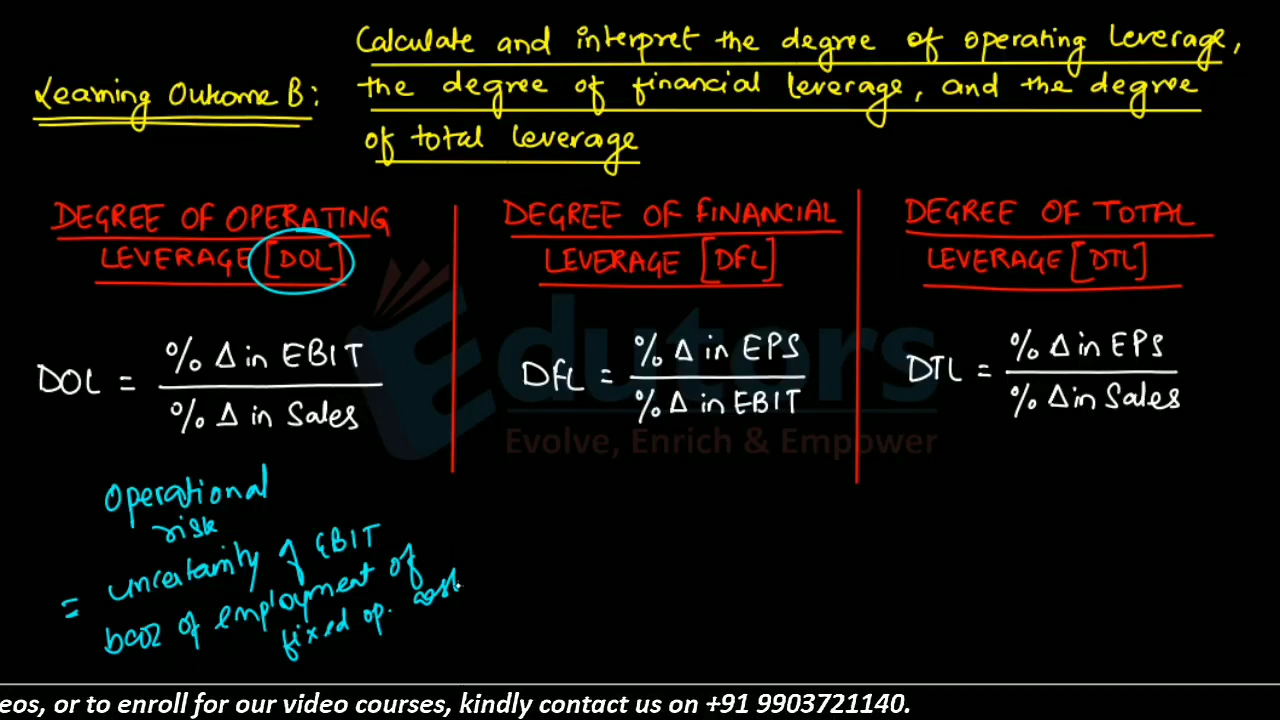 Learning Outcome B:
Calculate and interpret the degree of operating leverage,
the degree of financial leverage, and the degree
of total leverage
DEGREE OF OPERATING
LEVERAGE [DOL]
DOL = % Δ in EBIT
% Δ in Sales
Operational
risk
= uncertainity of EBIT
bcoz of employment of
fixed op. cost
DEGREE OF FINANCIAL
LEVERAGE [DFL]
DFL = % Δ in EPS
% Δ in EBIT
DEGREE OF TOTAL
LEVERAGE [DTL]
DTL = % Δ in EPS
% Δ in Sales
Edutors
Evolve, Enrich & Empower
eos, or to enroll for our video courses, kindly contact us on +91 9903721140.